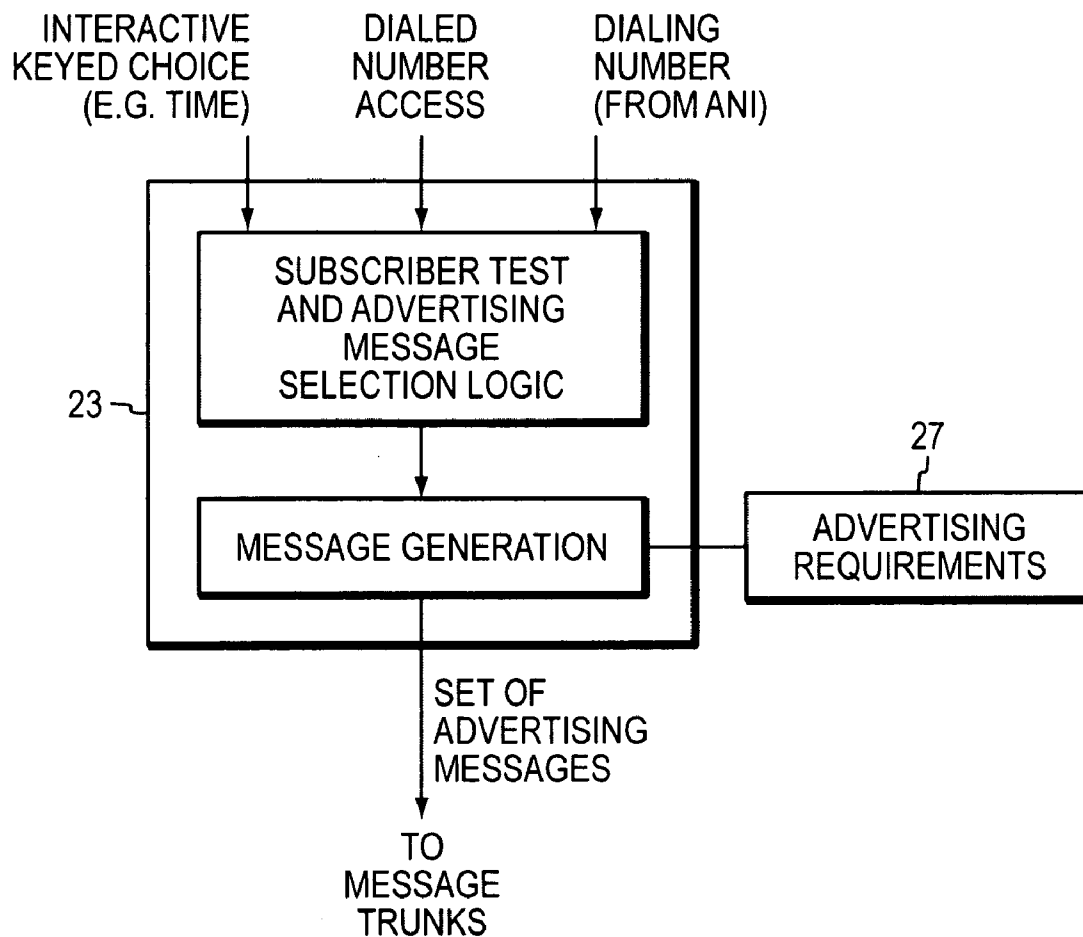 INTERACTIVE
KEYED CHOICE
(E.G. TIME)
DIALED
NUMBER
ACCESS
DIALING
NUMBER
(FROM ANI)
SUBSCRIBER TEST
AND ADVERTISING
MESSAGE
SELECTION LOGIC
23
27
MESSAGE GENERATION
ADVERTISING
REQUIREMENTS
SET OF
ADVERTISING
MESSAGES
TO
MESSAGE
TRUNKS